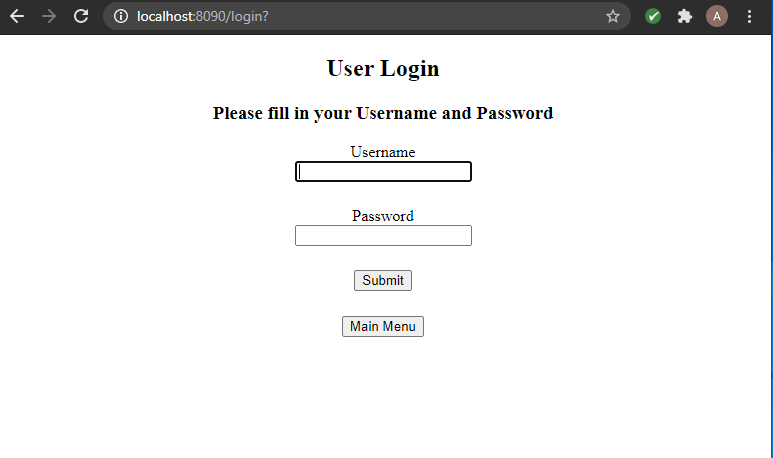 localhost:8090/login?
A
User Login
Please fill in your Username and Password
Username
Password
Submit
Main Menu